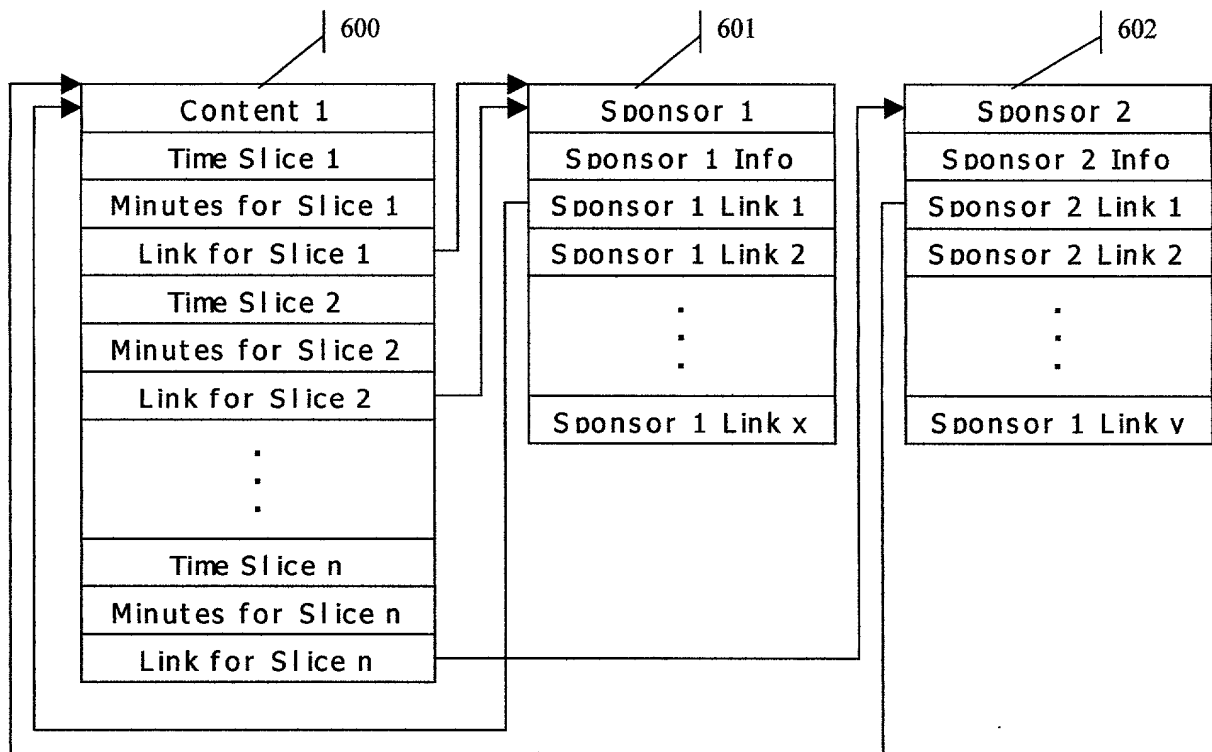 600
601
602
Content 1
Time Slice 1
Minutes for Slice 1
Link for Slice 1
Time Slice 2
Minutes for Slice 2
Link for Slice 2
Time Slice n
Minutes for Slice n
Link for Slice n
Sponsor 1
Sponsor 1 Info
Sponsor 1 Link 1
Sponsor 1 Link 2
Sponsor 1 Link x
Sponsor 2
Sponsor 2 Info
Sponsor 2 Link 1
Sponsor 2 Link 2
Sponsor 1 Link y